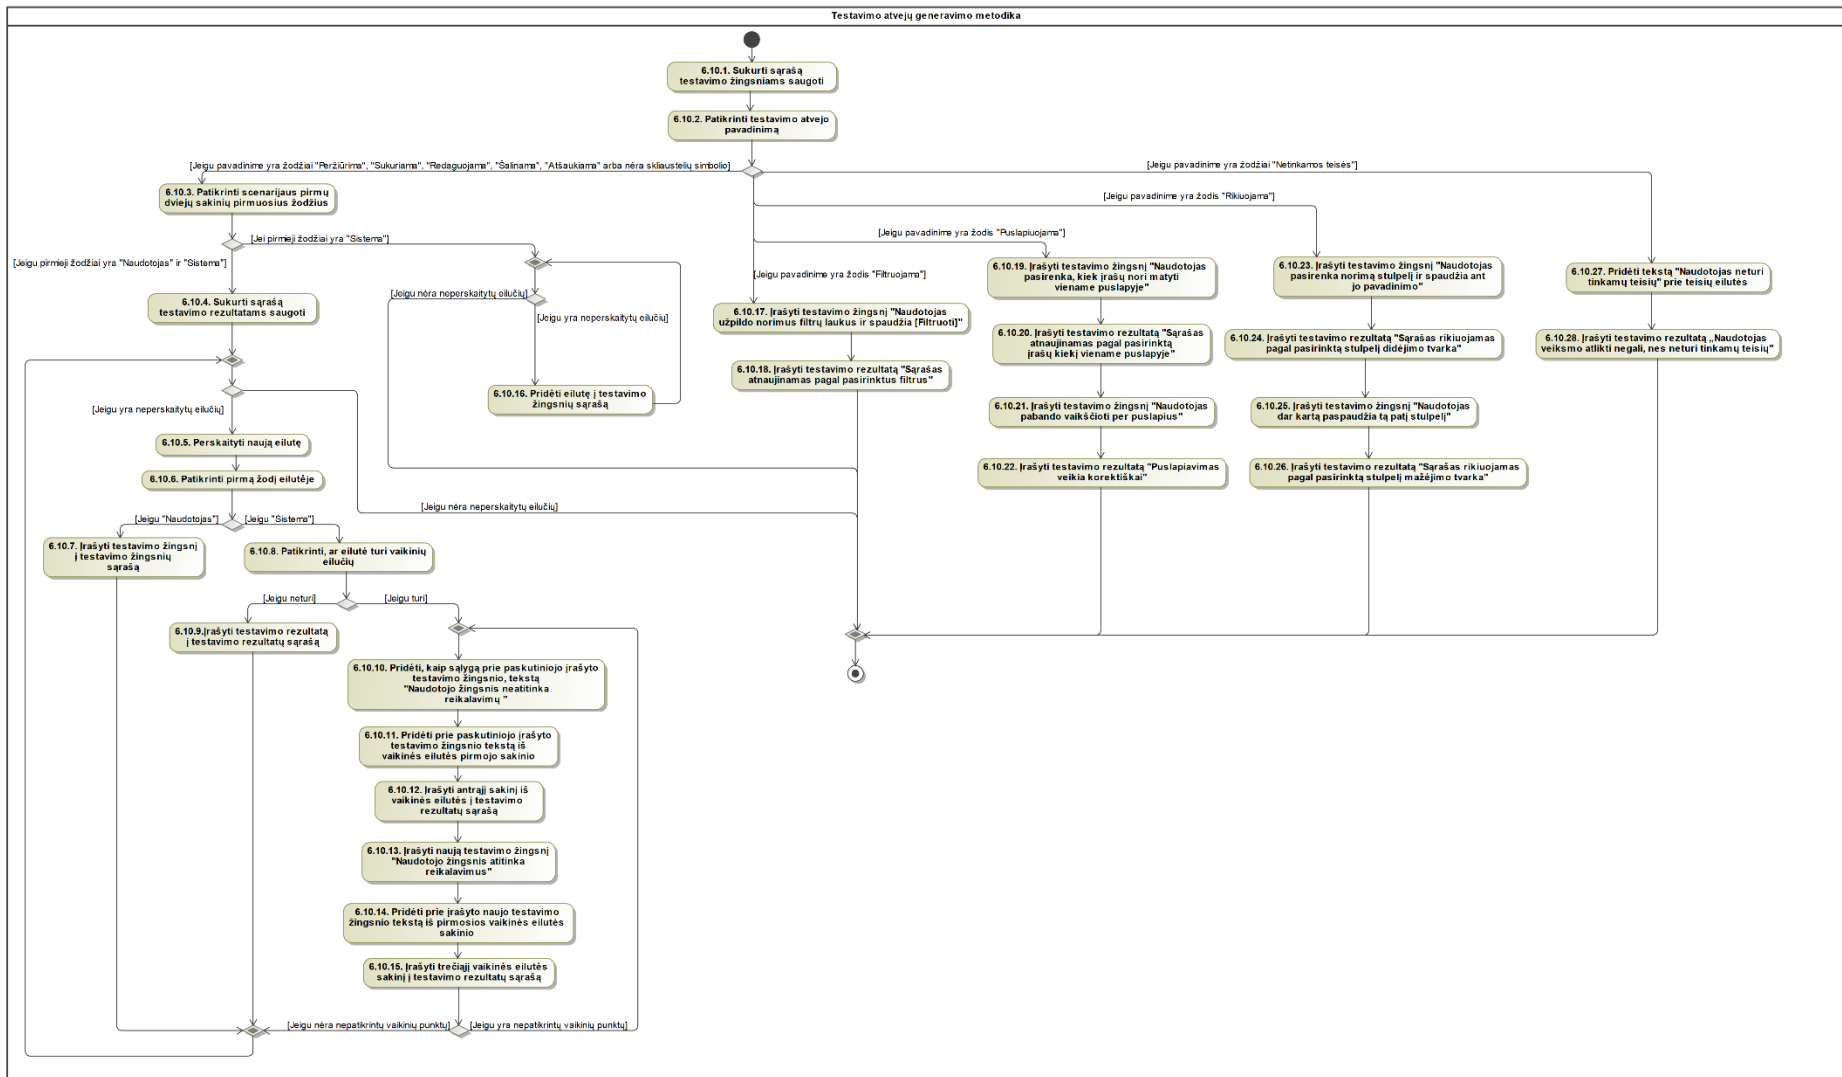 Testavimo atvejų generavimo metodika
6.10.1. Sukurti sąrašą
testavimo žingsniams saugoti
6.10.2. Patikrinti testavimo atvejo
pavadinimą
[Jeigu pavadinime yra žodžiai "Peržiūrima", "Sukuriama", "Redaguojama", "Šalinama", "Atšaukiama" arba nėra skliaustelių simbolio]
[Jeigu pavadinime yra žodžiai "Netinkamos teisės"]
[Jeigu pavadinime yra žodis "Rikiuojama"]
[Jeigu pavadinime yra žodis "Puslapiuojama"]
[Jeigu pavadinime yra žodis "Filtruojama"]
6.10.3. Patikrinti scenarijaus pirmų
dviejų sakinių pirmuosius žodžius
[Jei pirmieji žodžiai yra "Sistema"]
[Jeigu pirmieji žodžiai yra "Naudotojas" ir "Sistema"]
6.10.4. Sukurti sąrašą
testavimo rezultatams saugoti
[Jeigu nėra neperskaitytų eilučių]
[Jeigu yra neperskaitytų eilučių]
6.10.16. Pridėti eilutę į testavimo
žingsnių sąrašą
[Jeigu yra neperskaitytų eilučių]
6.10.5. Perskaityti naują eilutę
6.10.6. Patikrinti pirmą žodį eilutėje
[Jeigu nėra neperskaitytų eilučių]
[Jeigu "Naudotojas"]
[Jeigu "Sistema"]
6.10.7. Įrašyti testavimo žingsnį
į testavimo žingsnių
sąrašą
6.10.8. Patikrinti, ar eilutė turi vaikinių
eilučių
[Jeigu neturi]
[Jeigu turi]
6.10.9.Įrašyti testavimo rezultatą
į testavimo rezultatų sąrašą
6.10.10. Pridėti, kaip sąlygą prie paskutiniojo įrašyto
testavimo žingsnio, tekstą
"Naudotojo žingsnis neatitinka
reikalavimų "
6.10.11. Pridėti prie paskutiniojo įrašyto
testavimo žingsnio tekstą iš
vaikinės eilutės pirmojo sakinio
6.10.12. Įrašyti antrąjį sakinį iš
vaikinės eilutės į testavimo
rezultatų sąrašą
6.10.13. Įrašyti naują testavimo žingsnį
"Naudotojo žingsnis atitinka
reikalavimus"
6.10.14. Pridėti prie įrašyto naujo testavimo
žingsnio tekstą iš pirmosios vaikinės eilutės
sakinio
6.10.15. Įrašyti trečiąjį vaikinės eilutės
sakinį į testavimo rezultatų sąrašą
[Jeigu nėra nepatikrintų vaikinių punktų]
[Jeigu yra nepatikrintų vaikinių punktų]
6.10.17. Įrašyti testavimo žingsnį "Naudotojas
užpildo norimus filtrų laukus ir spaudžia [Filtruoti]"
6.10.18. Įrašyti testavimo rezultatą "Sąrašas
atnaujinamas pagal pasirinktus filtrus"
6.10.19. Įrašyti testavimo žingsnį "Naudotojas
pasirenka, kiek įrašų nori matyti
viename puslapyje"
6.10.20. Įrašyti testavimo rezultatą "Sąrašas
atnaujinamas pagal pasirinktą
įrašų kiekį viename puslapyje"
6.10.21. Įrašyti testavimo žingsnį "Naudotojas
pabando vaikščioti per puslapius"
6.10.22. Įrašyti testavimo rezultatą "Puslapiavimas
veikia korektiškai"
6.10.23. Įrašyti testavimo žingsnį "Naudotojas
pasirenka norimą stulpelį ir spaudžia ant
jo pavadinimo"
6.10.24. Įrašyti testavimo rezultatą "Sąrašas rikiuojamas
pagal pasirinktą stulpelį didėjimo tvarka"
6.10.25. Įrašyti testavimo žingsnį "Naudotojas
dar kartą paspaudžia tą patį stulpelį"
6.10.26. Įrašyti testavimo rezultatą "Sąrašas rikiuojamas
pagal pasirinktą stulpelį mažėjimo tvarka"
6.10.27. Pridėti tekstą "Naudotojas neturi
tinkamų teisių" prie teisių eilutės
6.10.28. Įrašyti testavimo rezultatą „Naudotojas
veiksmo atlikti negali, nes neturi tinkamų teisių"